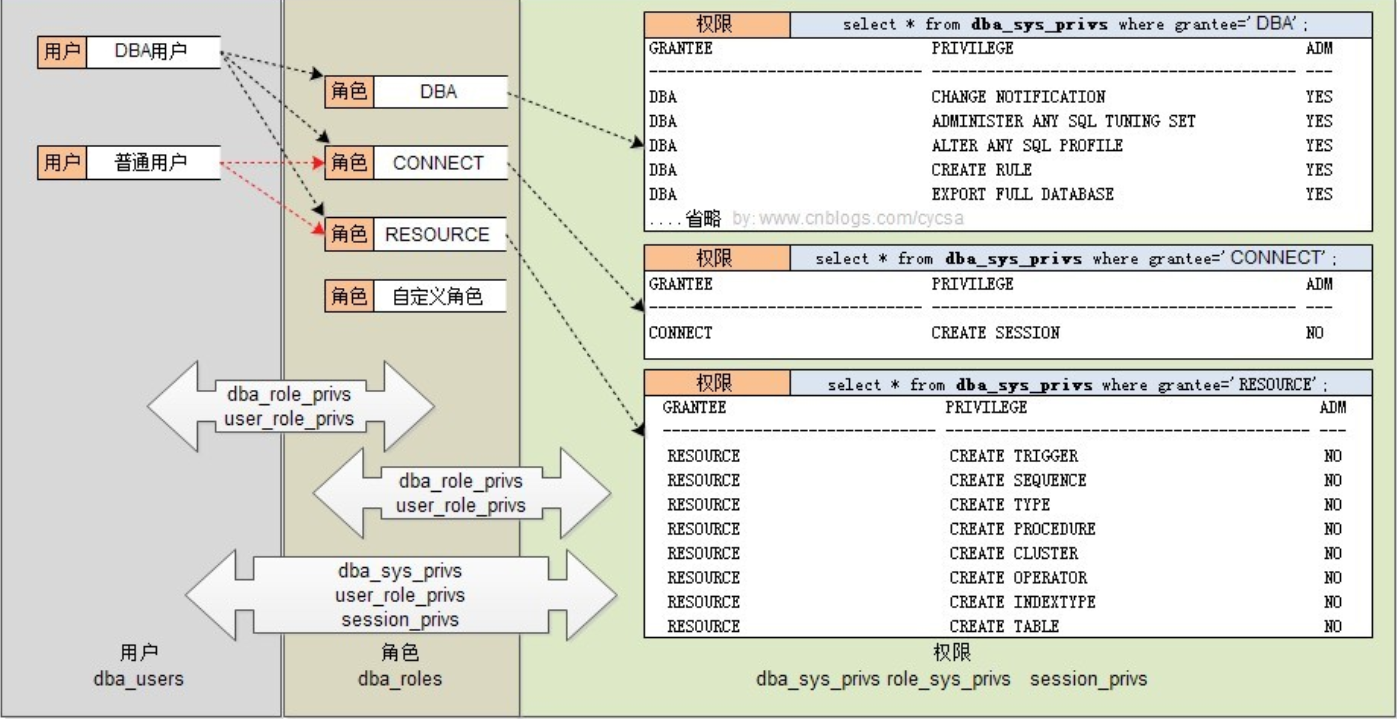 用户 DBA用户
用户 普通用户
角色 DBA
角色 CONNECT
角色 RESOURCE
角色 自定义角色
权限 select * from dba_sys_privs where grantee='DBA';
GRANTEE PRIVILEGE ADM
------------------------------ ---------------------------------------- ---
DBA CHANGE NOTIFICATION YES
DBA ADMINISTER ANY SQL TUNING SET YES
DBA ALTER ANY SQL PROFILE YES
DBA CREATE RULE YES
DBA EXPORT FULL DATABASE YES
....省略 by:www.cnblogs.com/cycsa
权限 select * from dba_sys_privs where grantee='CONNECT';
GRANTEE PRIVILEGE ADM
------------------------------ ---------------------------------------- ---
CONNECT CREATE SESSION NO
权限 select * from dba_sys_privs where grantee='RESOURCE';
GRANTEE PRIVILEGE ADM
------------------------------ ---------------------------------------- ---
RESOURCE CREATE TRIGGER NO
RESOURCE CREATE SEQUENCE NO
RESOURCE CREATE TYPE NO
RESOURCE CREATE PROCEDURE NO
RESOURCE CREATE CLUSTER NO
RESOURCE CREATE OPERATOR NO
RESOURCE CREATE INDEXTYPE NO
RESOURCE CREATE TABLE NO
dba_role_privs
user_role_privs
dba_role_privs
user_role_privs
dba_sys_privs
user_role_privs
session_privs
用户
dba_users
角色
dba_roles
权限
dba_sys_privs role_sys_privs session_privs